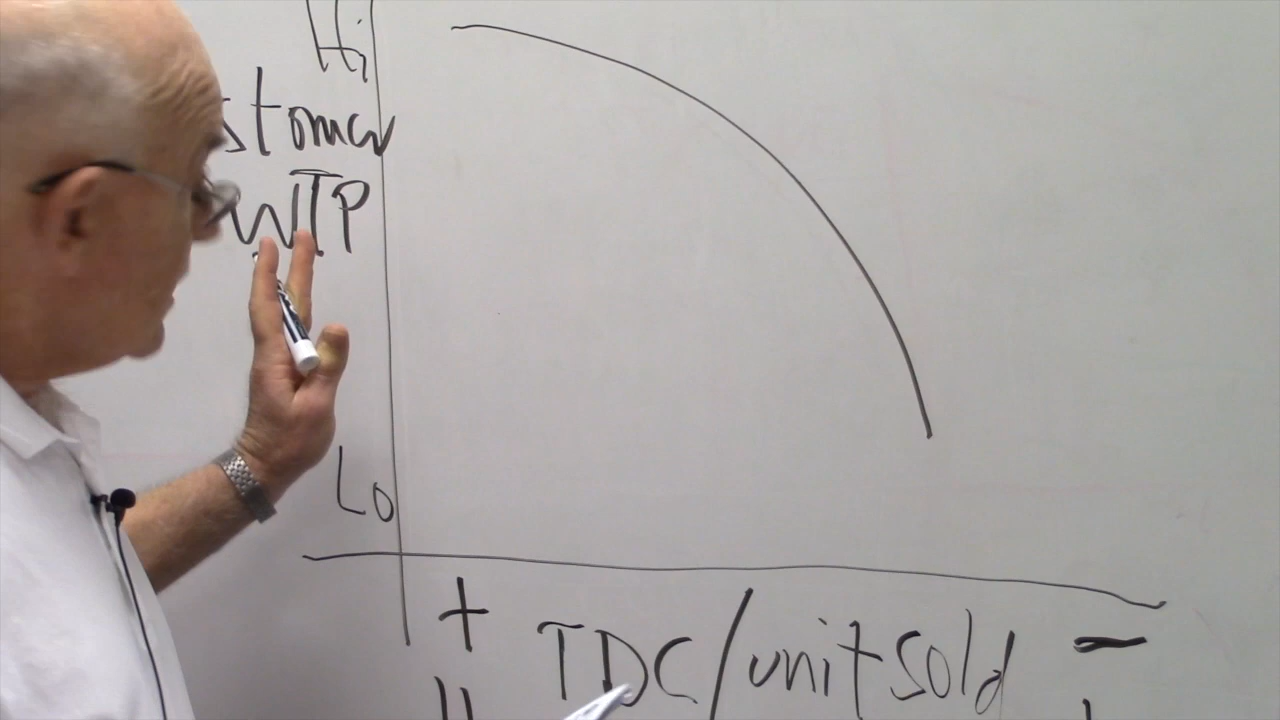 Hi
stomer
WTP
Lo
+ TDC/unit sold −